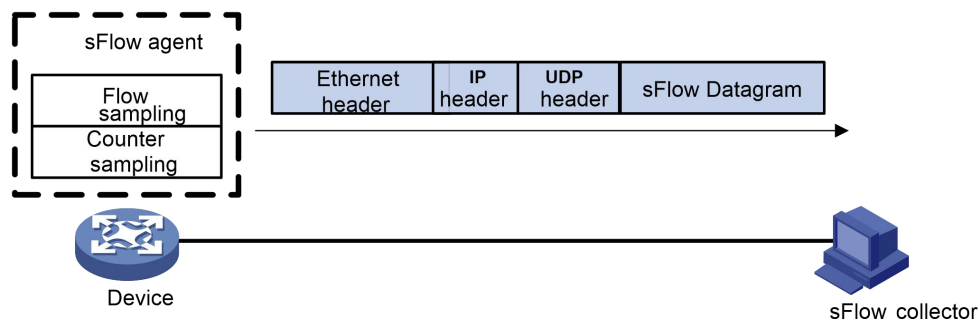 sFlow agent
Flow
sampling
Counter
sampling
Ethernet
header
IP
header
UDP
header
sFlow Datagram
Device
sFlow collector